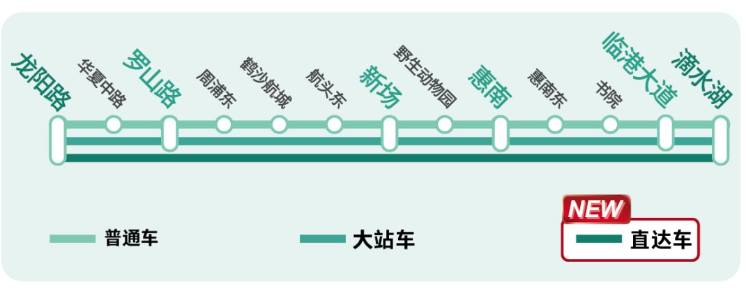 龙阳路
华夏中路
罗山路
周浦东
鹤沙航城
航头东
新场
野生动物园
惠南
惠南东
书院
临港大道
滴水湖
NEW
普通车
大站车
直达车